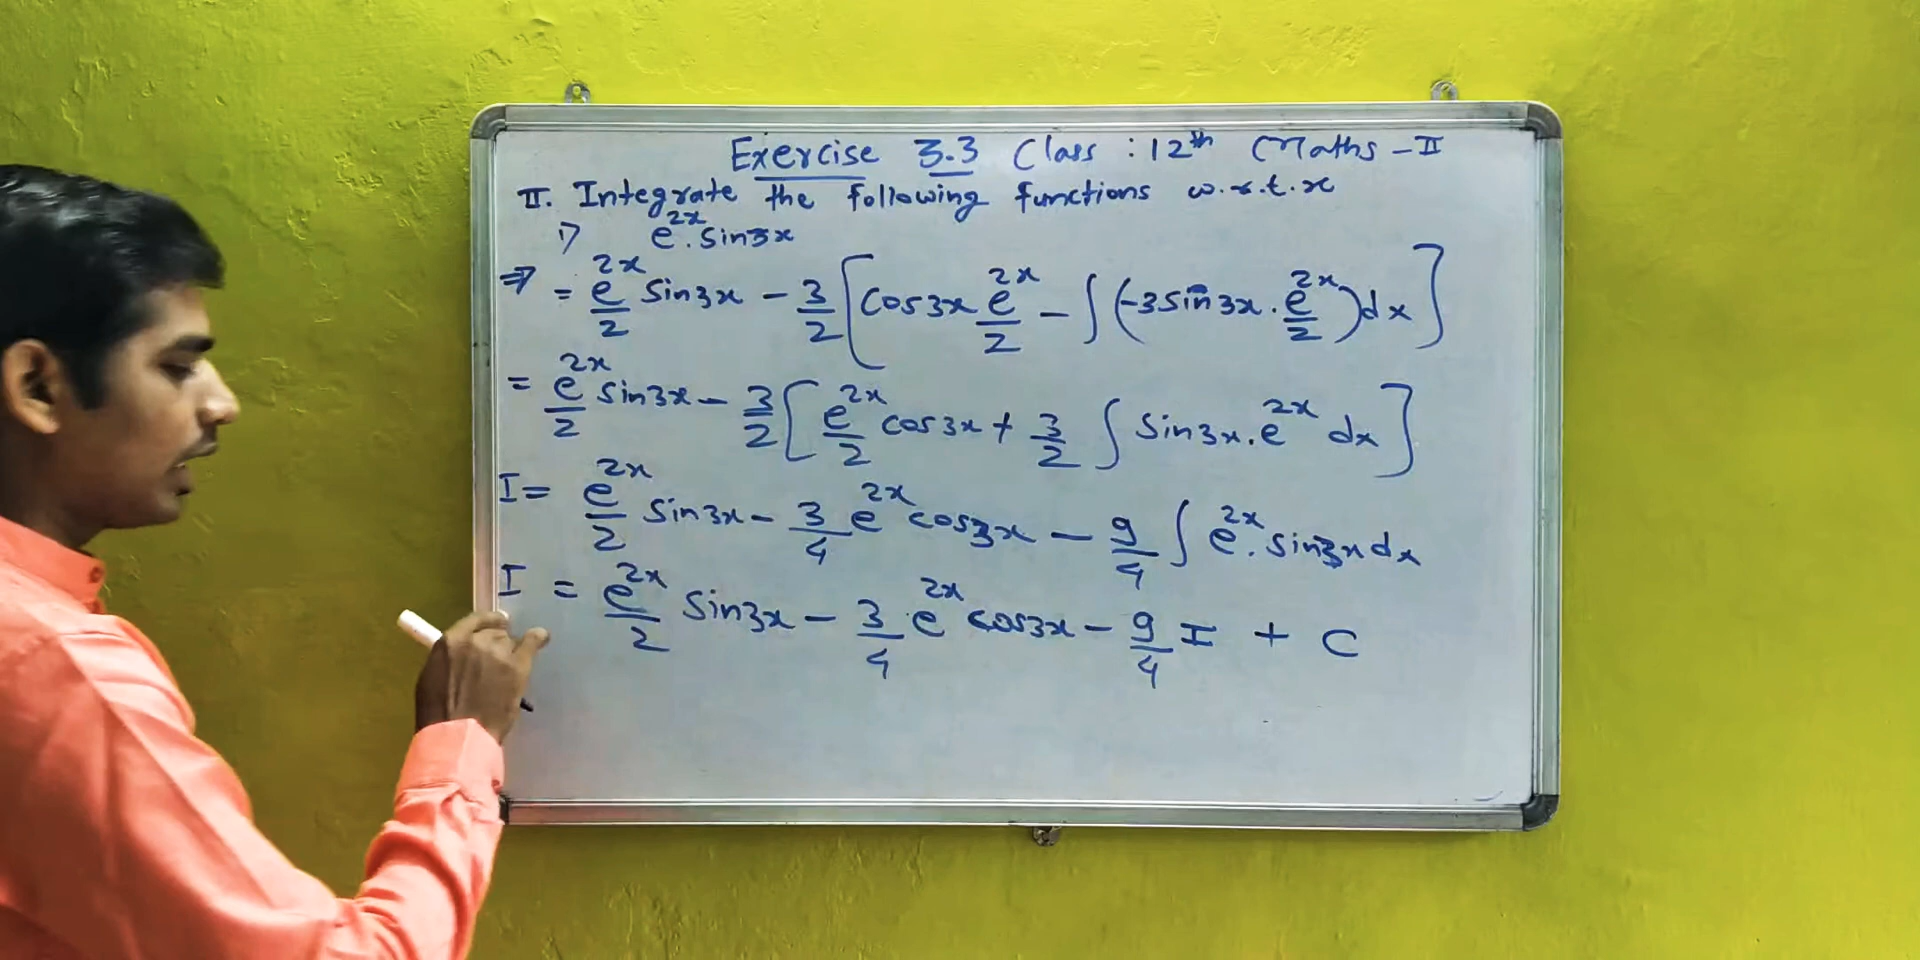 Exercise 3.3 Class : 12th Maths - II
II. Integrate the following functions w.r.t. x
1) e^2x . sin3x
⇒ = e^2x/2 sin3x - 3/2 [cos3x e^2x/2 - ∫(-3sin3x . e^2x/2)dx]
= e^2x/2 sin3x - 3/2 [e^2x/2 cos3x + 3/2 ∫ sin3x . e^2x dx]
I = e^2x/2 sin3x - 3/4 e^2x cos3x - 9/4 ∫ e^2x . sin3x dx
I = e^2x/2 sin3x - 3/4 . e^2x cos3x - 9/4 I + C